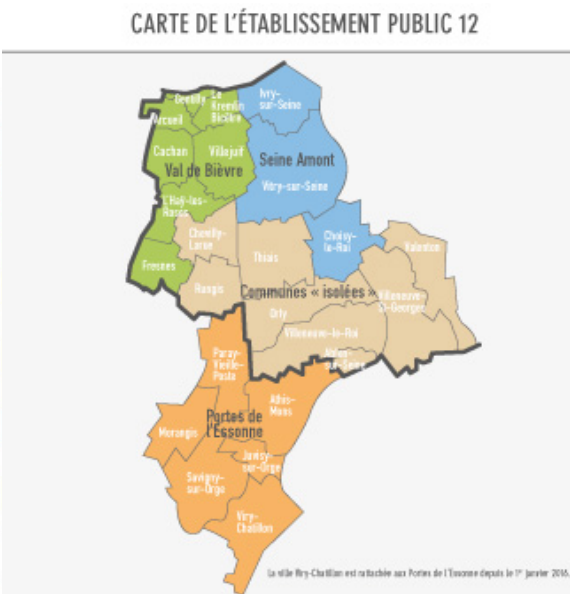 CARTE DE L'ÉTABLISSEMENT PUBLIC 12
Gentilly
Le
Kremlin
Bicêtre
Ivry-
sur-Seine
Arcueil
Cachan
Villejuif
Val de Bièvre
Seine Amont
Vitry-sur-Seine
L'Haÿ-les-
Roses
Chevilly-
Larue
Choisy-
le-Roi
Thiais
Valenton
Fresnes
Rungis
Communes « isolées »
Villeneuve-
St-Georges
Orly
Villeneuve-le-Roi
Ablon-
sur-Seine
Paray-
Vieille-
Poste
Athis-
Mons
Portes de
l'Essonne
Morangis
Juvisy-
sur-Orge
Savigny-
sur-Orge
Viry-
Chatillon
La ville Viry-Chatillon est rattachée aux Portes de l'Essonne depuis le 1er janvier 2016.